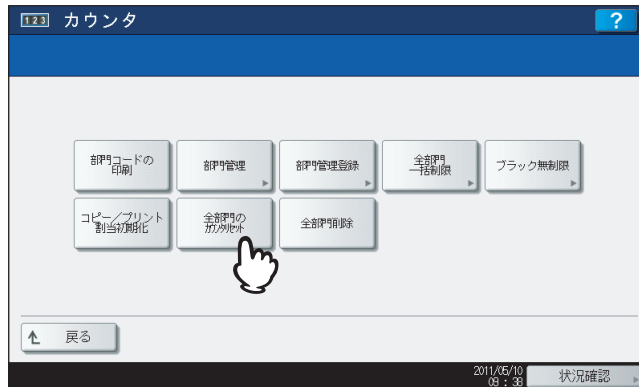 123 カウンタ ?
部門コードの
印刷
部門管理
部門管理登録
全部門
一括制限
ブラック無制限
コピー／プリント
割当初期化
全部門の
カウンタリセット
全部門削除
戻る
2011/05/10
09 : 38
状況確認